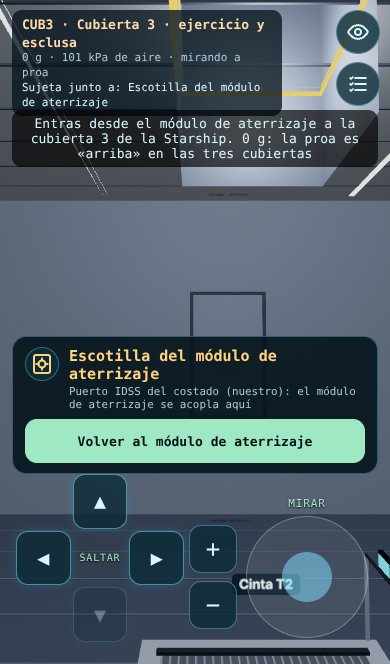 CUB3 · Cubierta 3 · ejercicio y
esclusa
0 g · 101 kPa de aire · mirando a
proa
Sujeta junto a: Escotilla del módulo
de aterrizaje
Entras desde el módulo de aterrizaje a la
cubierta 3 de la Starship. 0 g: la proa es
«arriba» en las tres cubiertas
Escotilla del módulo de
aterrizaje
Puerto IDSS del costado (nuestro): el módulo
de aterrizaje se acopla aquí
Volver al módulo de aterrizaje
MIRAR
SALTAR
+
Cinta T2
−